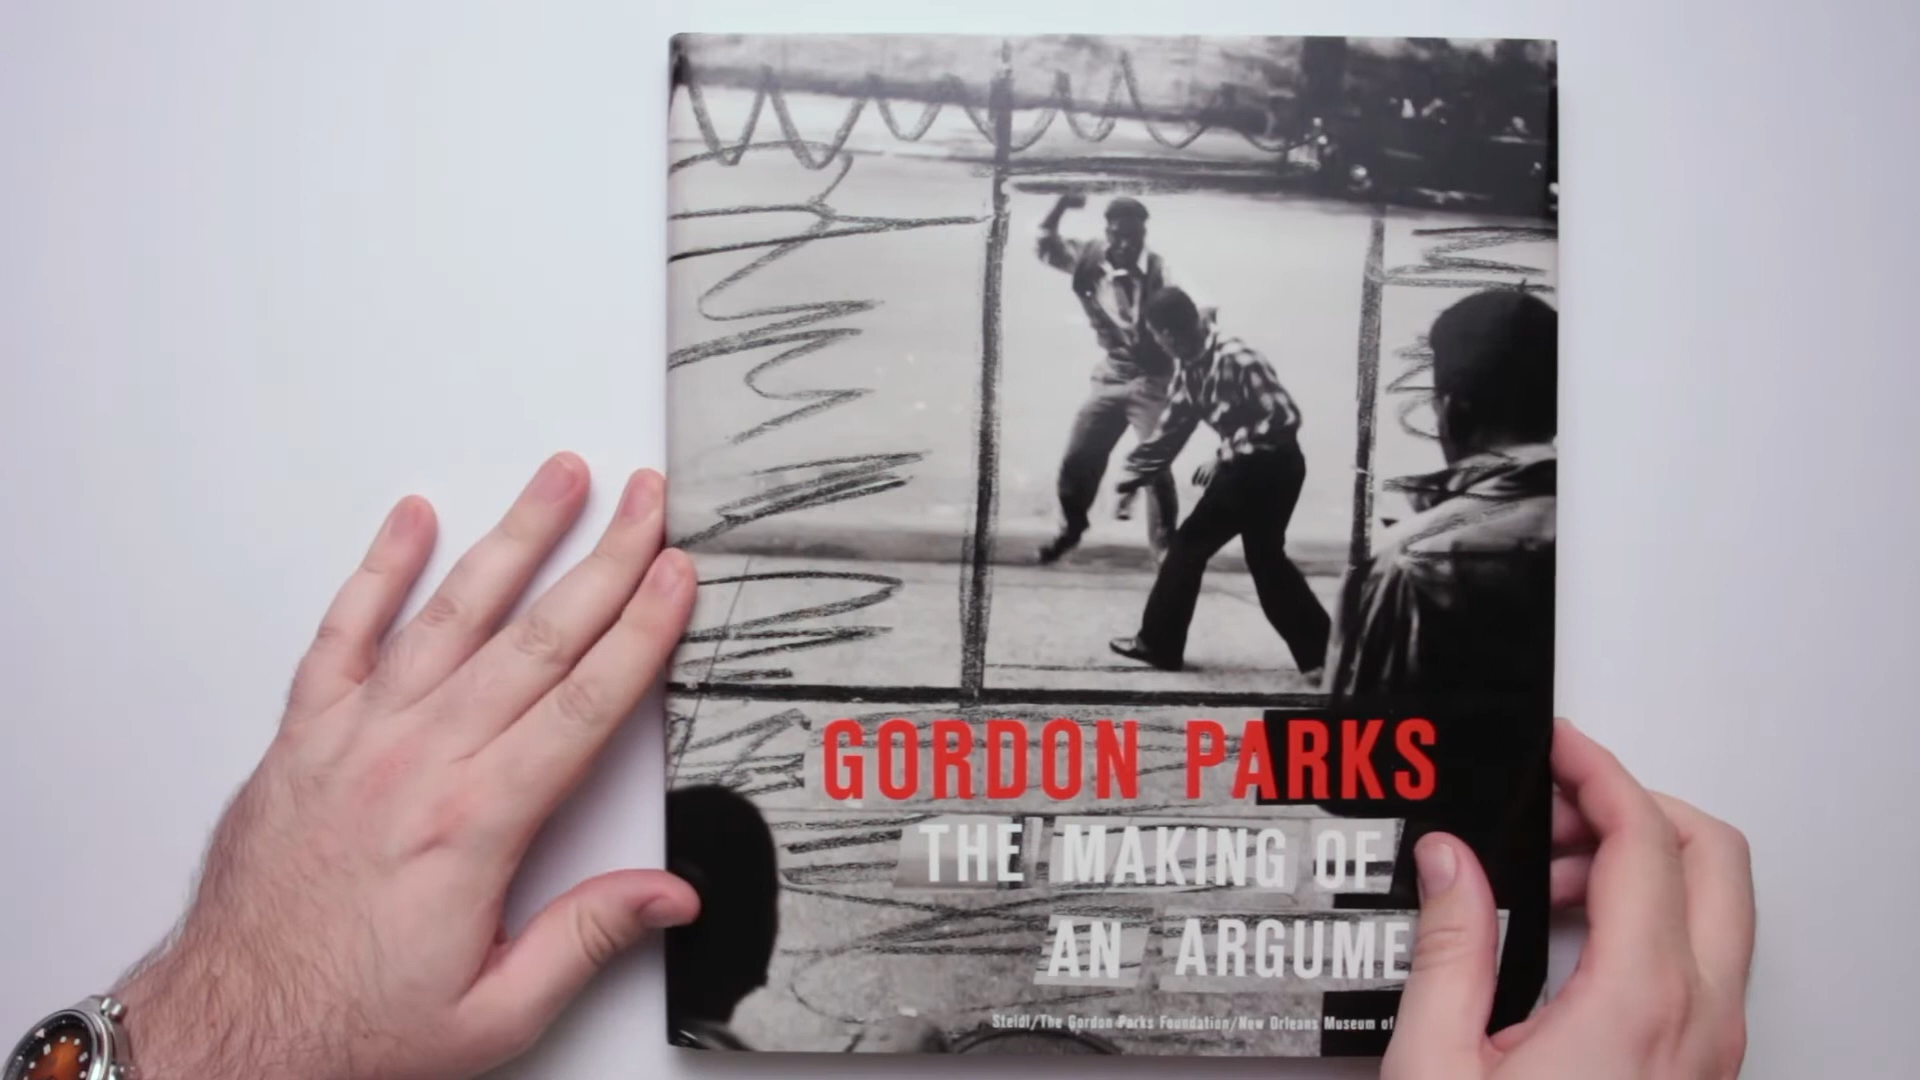 GORDON PARKS
THE MAKING OF
AN ARGUME
Steidl/The Gordon Parks Foundation/New Orleans Museum of